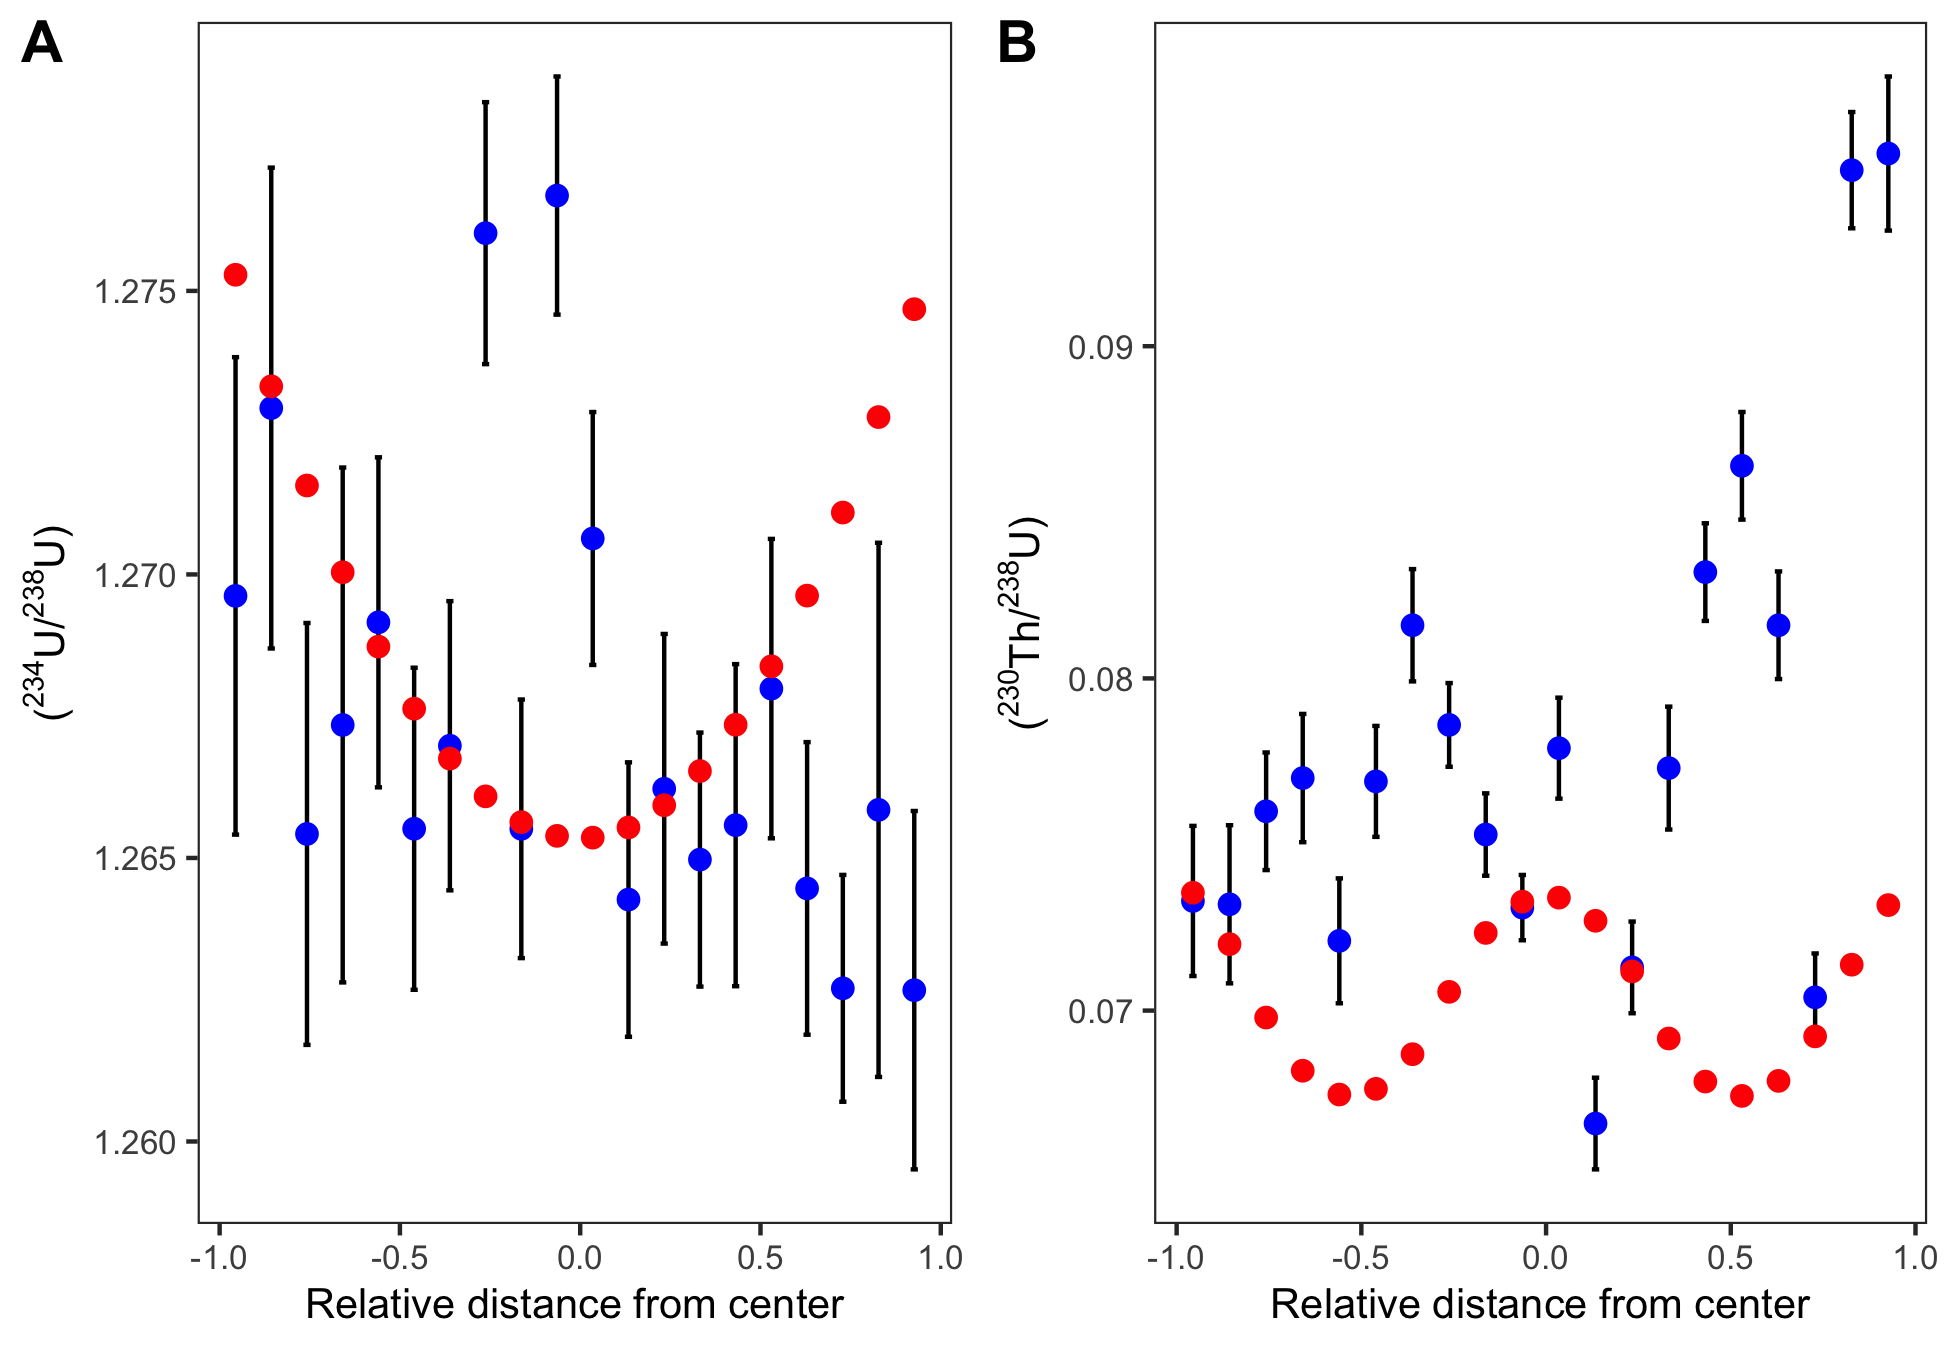 A
(²³⁴U/²³⁸U)
1.275
1.270
1.265
1.260
-1.0 -0.5 0.0 0.5 1.0
Relative distance from center
B
(²³⁰Th/²³⁸U)
0.09
0.08
0.07
-1.0 -0.5 0.0 0.5 1.0
Relative distance from center